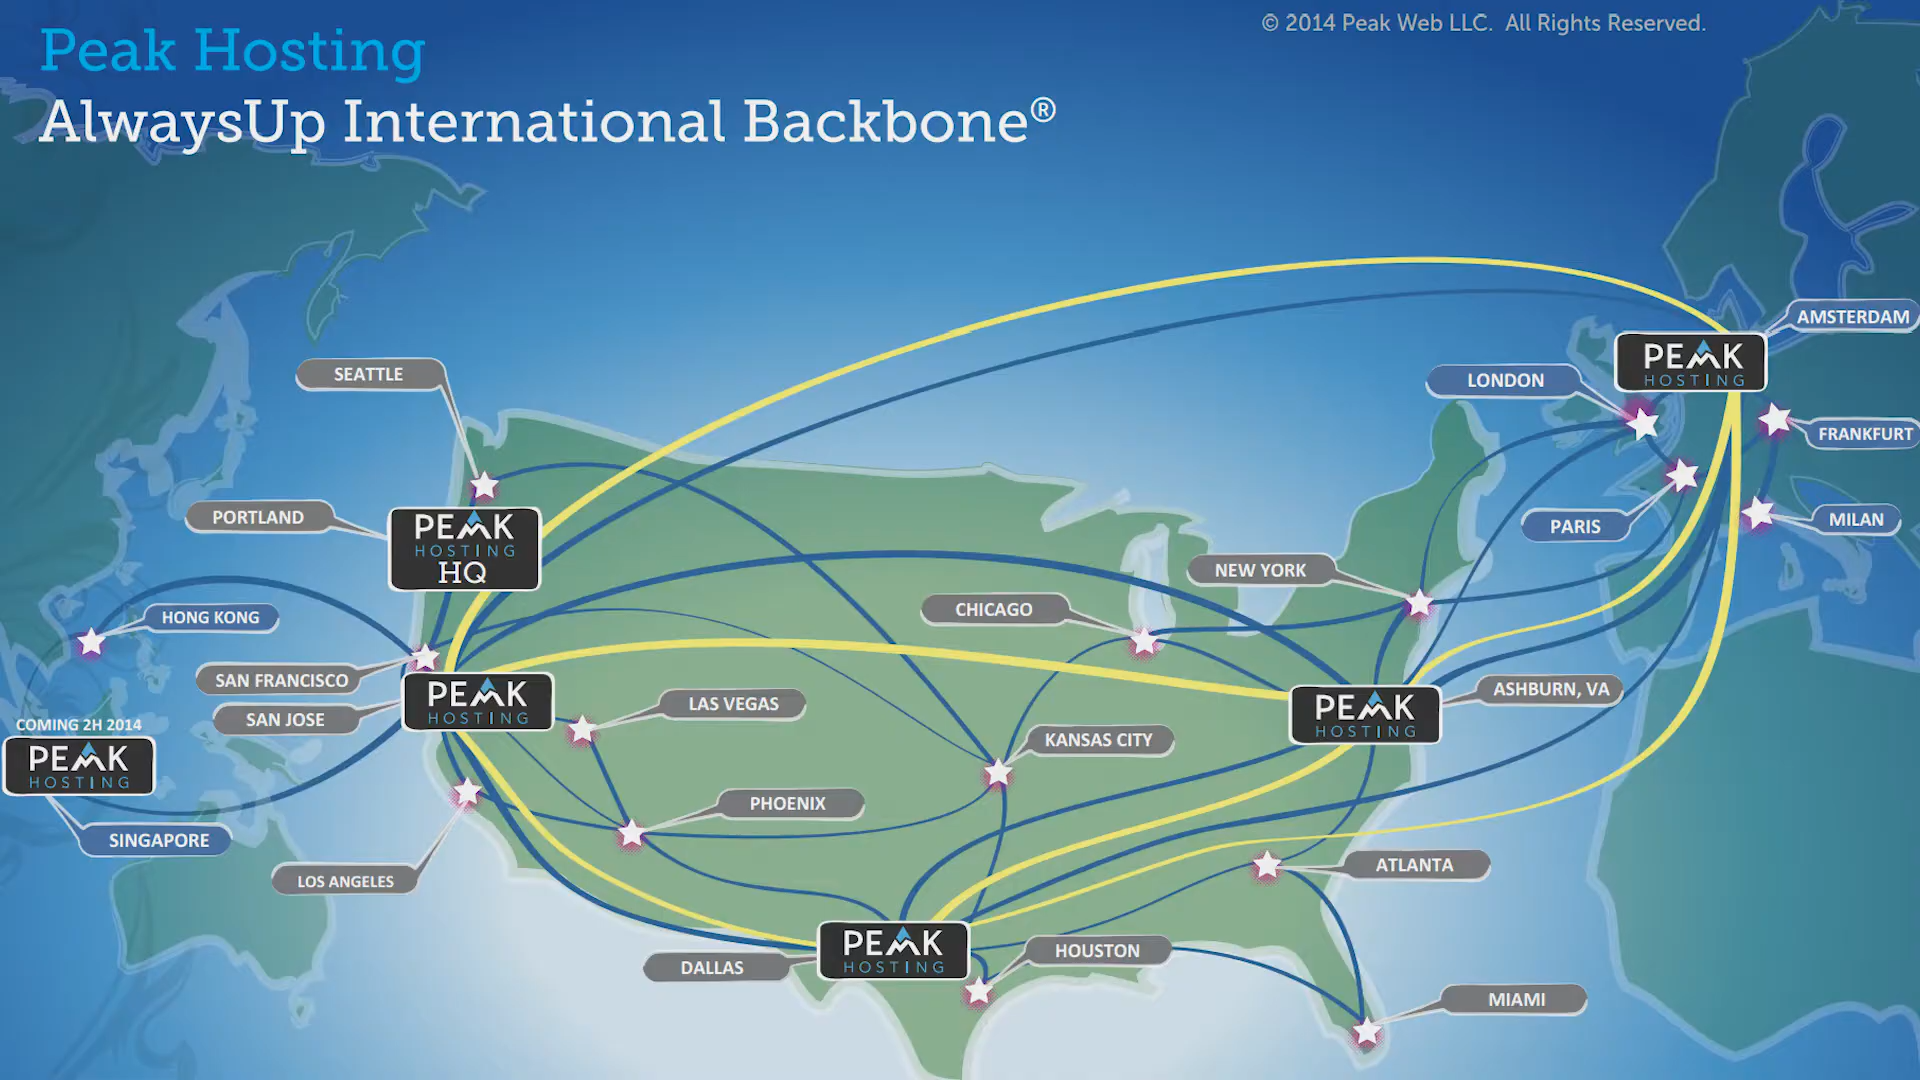 © 2014 Peak Web LLC.  All Rights Reserved.
Peak Hosting
AlwaysUp International Backbone®
AMSTERDAM
PEAK
HOSTING
SEATTLE
LONDON
FRANKFURT
PORTLAND
PEAK
HOSTING
HQ
PARIS
MILAN
NEW YORK
CHICAGO
HONG KONG
SAN FRANCISCO
SAN JOSE
PEAK
HOSTING
LAS VEGAS
ASHBURN, VA
PEAK
HOSTING
COMING 2H 2014
PEAK
HOSTING
KANSAS CITY
PHOENIX
SINGAPORE
LOS ANGELES
ATLANTA
DALLAS
PEAK
HOSTING
HOUSTON
MIAMI